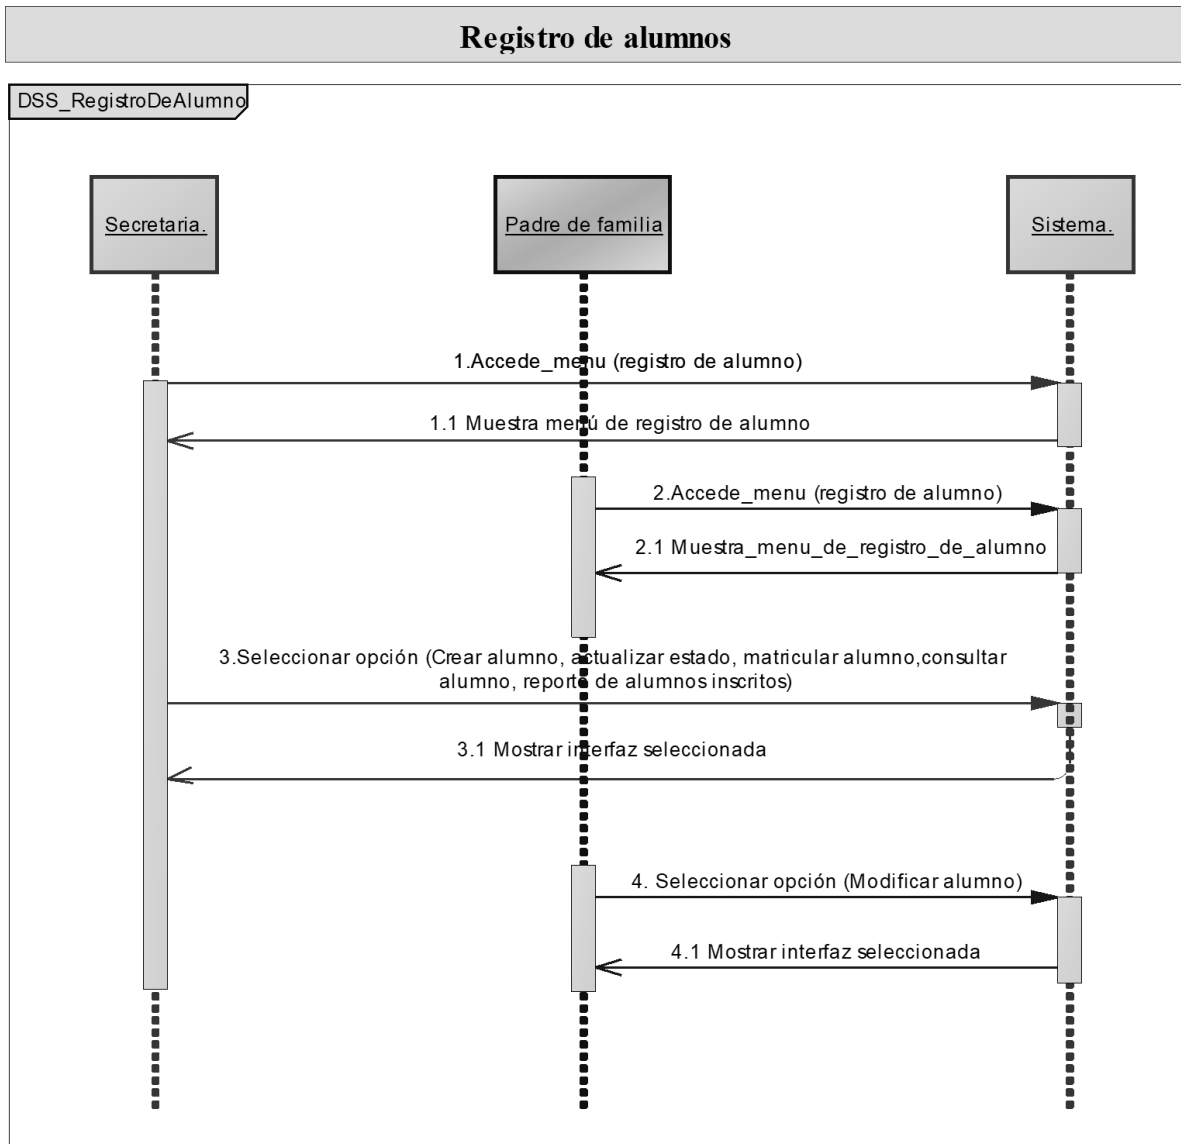 Registro de alumnos
DSS_RegistroDeAlumno
Secretaria.
Padre de familia
Sistema.
1.Accede_menu (registro de alumno)
1.1 Muestra menú de registro de alumno
2.Accede_menu (registro de alumno)
2.1 Muestra_menu_de_registro_de_alumno
3.Seleccionar opción (Crear alumno, actualizar estado, matricular alumno,consultar
alumno, reporte de alumnos inscritos)
3.1 Mostrar interfaz seleccionada
4. Seleccionar opción (Modificar alumno)
4.1 Mostrar interfaz seleccionada